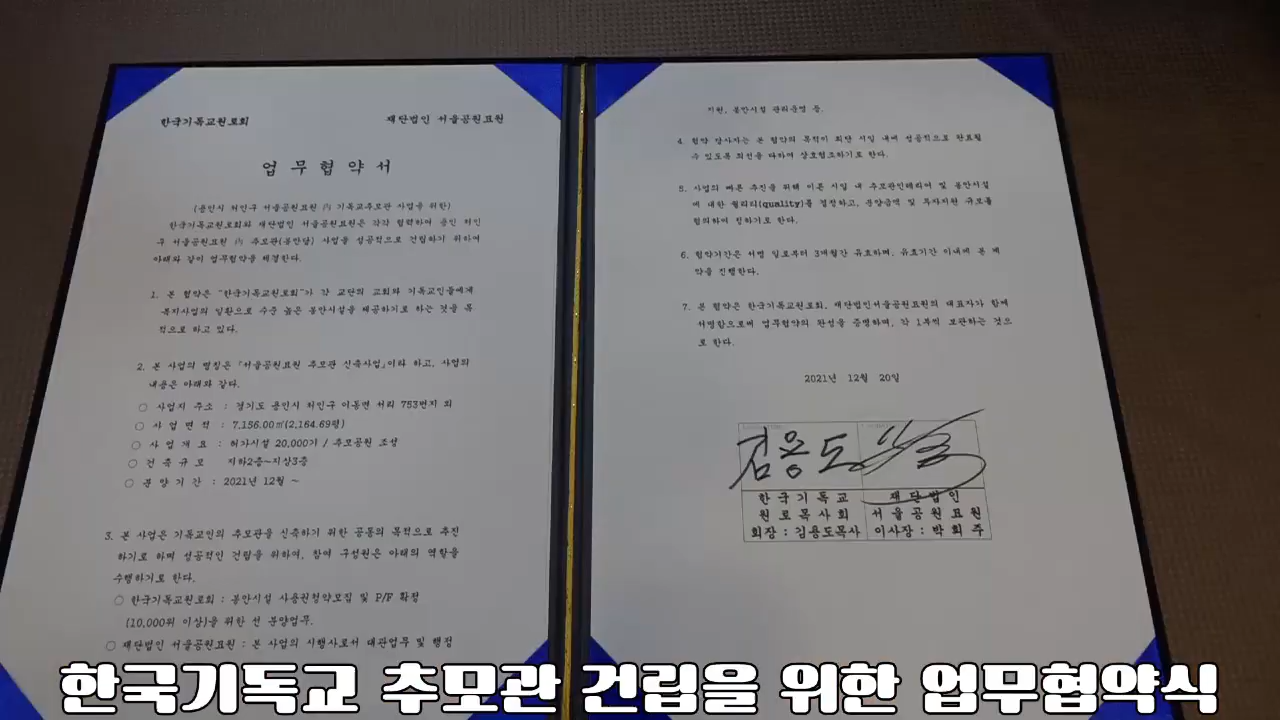 한국기독교원로회 재단법인 서울공원묘원
업 무 협 약 서
(용인시 처인구 서울공원묘원 內 기독교추모관 사업을 위한)
한국기독교원로회와 재단법인 서울공원묘원은 각각 협력하여 용인 처인
구 서울공원묘원 內 추모관(봉안당) 사업을 성공적으로 건립하기 위하여
아래와 같이 업무협약을 체결한다.
1. 본 협약은 "한국기독교원로회"가 각 교단의 교회와 기독교인들에게
복지사업의 일환으로 수준 높은 봉안시설을 제공하기로 하는 것을 목
적으로 하고 있다.
2. 본 사업의 명칭은 「서울공원묘원 추모관 신축사업」이라 하고, 사업의
내용은 아래와 같다.
○ 사업지 주소 : 경기도 용인시 처인구 이동면 서리 753번지 외
○ 사 업 면 적 : 7,156.00㎡(2,164.69평)
○ 사 업 개 요 : 허가시설 20,000기 / 추모공원 조성
○ 건 축 규 모 지하2층~지상3층
○ 분 양 기 간 : 2021년 12월 ~
3. 본 사업은 기독교인의 추모관을 신축하기 위한 공동의 목적으로 추진
하기로 하며 성공적인 건립을 위하여, 참여 구성원은 아래의 역할을
수행하기로 한다.
○ 한국기독교원로회 : 봉안시설 사용권청약모집 및 P/F 확정
(10,000위 이상)을 위한 선 분양업무.
○ 재단법인 서울공원묘원 : 본 사업의 시행사로서 대관업무 및 행정
지원, 봉안시설 관리운영 등.
4. 협약 당사자는 본 협약의 목적이 최단 시일 내에 성공적으로 완료될
수 있도록 최선을 다하며 상호협조하기로 한다.
5. 사업의 빠른 추진을 위해 이른 시일 내 추모관인테리어 및 봉안시설
에 대한 퀄리티(quality)를 결정하고, 분양금액 및 투자지원 규모를
협의하여 정하기로 한다.
6. 협약기간은 서명 일로부터 3개월간 유효하며, 유효기간 이내에 본 계
약을 진행한다.
7. 본 협약은 한국기독교원로회, 재단법인서울공원묘원의 대표자가 함께
서명함으로써 업무협약의 완성을 증명하며, 각 1부씩 보관하는 것으
로 한다.
2021년 12월 20일
김용도
한 국 기 독 교 재 단 법 인
원 로 목 사 회 서 울 공 원 묘 원
회장 : 김용도목사 이사장 : 박 희 주
한국기독교 추모관 건립을 위한 업무협약식